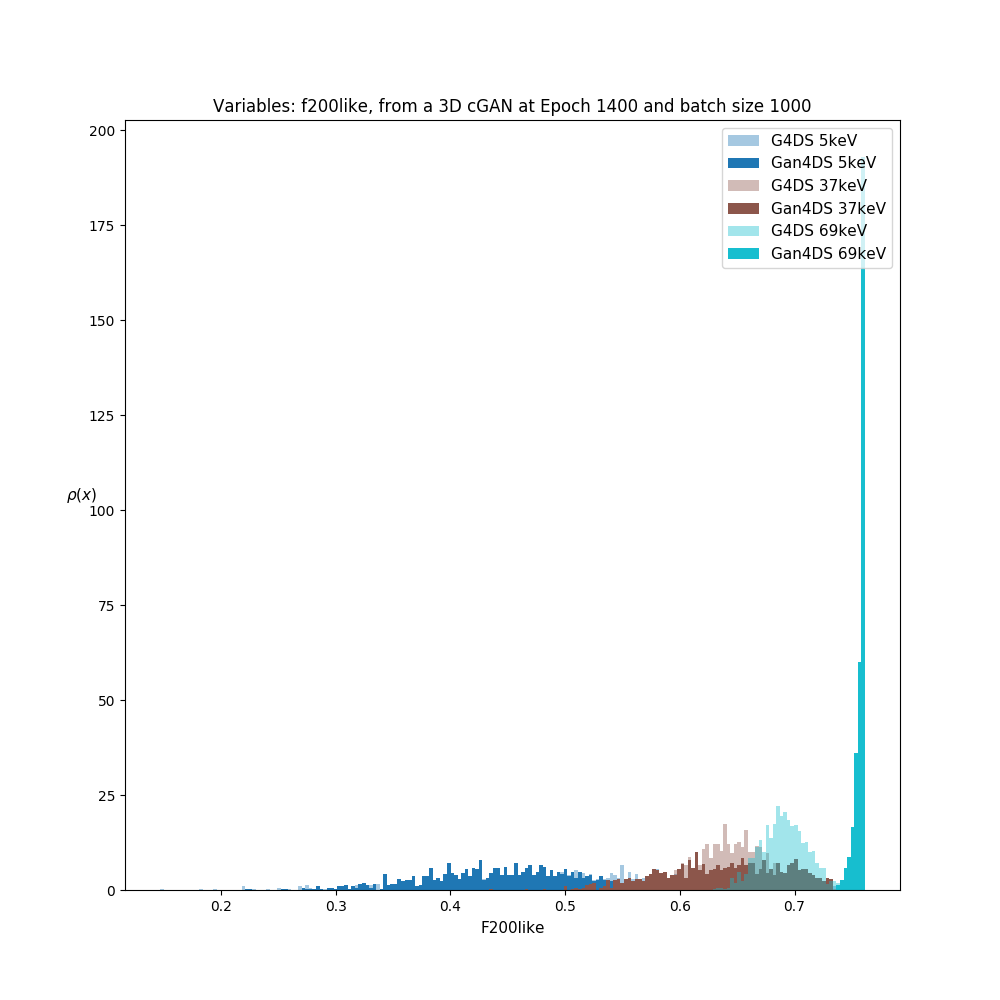 Variables: f200like, from a 3D cGAN at Epoch 1400 and batch size 1000
200
175
150
125
100
75
50
25
0
ρ(x)
G4DS 5keV
Gan4DS 5keV
G4DS 37keV
Gan4DS 37keV
G4DS 69keV
Gan4DS 69keV
0.2 0.3 0.4 0.5 0.6 0.7
F200like